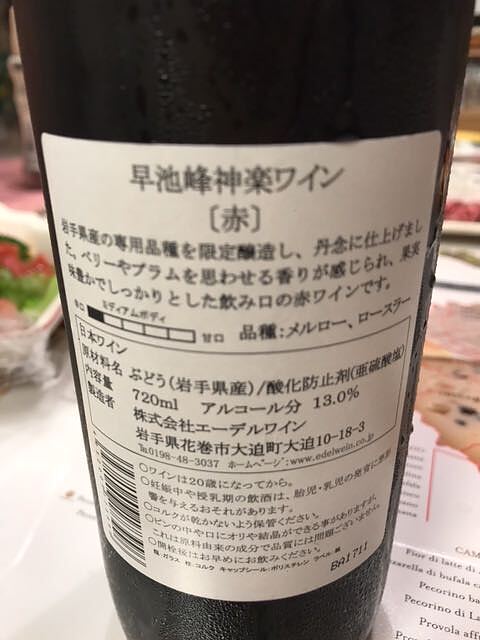 早池峰神楽ワイン
〔赤〕
岩手県産の専用品種を限定醸造し、丹念に仕上げまし
た。ベリーやプラムを思わせる香りが感じられ、果実
味豊かでしっかりとした飲み口の赤ワインです。
ミディアムボディ
辛口 甘口 品種:メルロー、ロースラー
日本ワイン
原材料名 ぶどう(岩手県産)/酸化防止剤(亜硫酸塩)
内容量 720ml アルコール分 13.0%
製造者 株式会社エーデルワイン
岩手県花巻市大迫町大迫10-18-3
℡0198-48-3037 ホームページ:www.edelwein.co.jp
○ワインは20歳になってから。
○妊娠中や授乳期の飲酒は、胎児・乳児の発育に悪影
響を与えるおそれがあります。
○コルクが乾かないよう保管ください。
○ビンの中や口にオリや結晶ができる事がありますが、
これは原料由来の成分で品質には問題ございません。
○開栓後はお早めにお飲みください。
瓶:ガラス 栓:コルク キャップシール:ポリスチレン ラベル:紙
BA1711
CAM
Fior di latte di
Pecorino ba
Pecorino di La
Provola aff